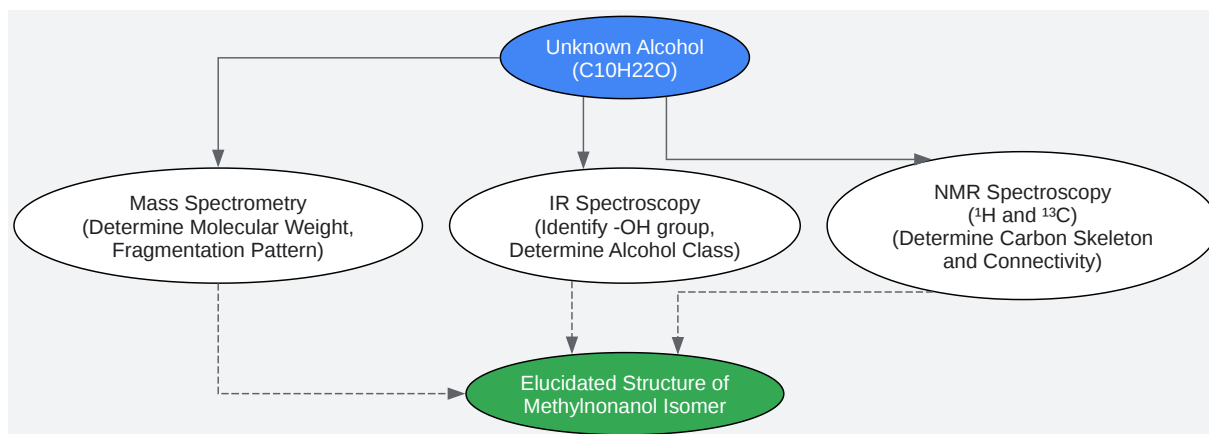 Unknown Alcohol
(C10H22O)
Mass Spectrometry
(Determine Molecular Weight,
Fragmentation Pattern)
IR Spectroscopy
(Identify -OH group,
Determine Alcohol Class)
NMR Spectroscopy
(¹H and ¹³C)
(Determine Carbon Skeleton
and Connectivity)
Elucidated Structure of
Methylnonanol Isomer